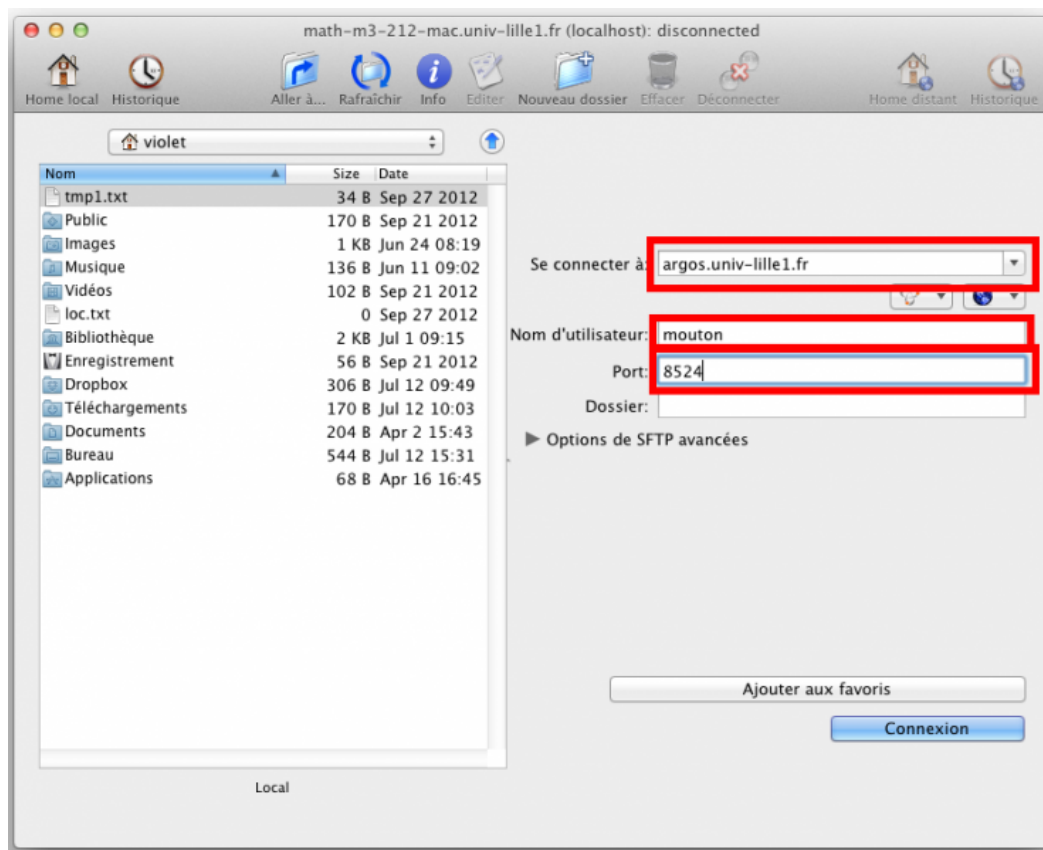 math-m3-212-mac.univ-lille1.fr (localhost): disconnected
Home local Historique Aller à... Rafraîchir Info Editer Nouveau dossier Effacer Déconnecter Home distant Historique
violet
Nom Size Date
tmp1.txt 34 B Sep 27 2012
Public 170 B Sep 21 2012
Images 1 KB Jun 24 08:19
Musique 136 B Jun 11 09:02
Vidéos 102 B Sep 21 2012
loc.txt 0 Sep 27 2012
Bibliothèque 2 KB Jul 1 09:15
Enregistrement 56 B Sep 21 2012
Dropbox 306 B Jul 12 09:49
Téléchargements 170 B Jul 12 10:03
Documents 204 B Apr 2 15:43
Bureau 544 B Jul 12 15:31
Applications 68 B Apr 16 16:45
Local
Se connecter à: argos.univ-lille1.fr
Nom d'utilisateur: mouton
Port: 8524
Dossier:
Options de SFTP avancées
Ajouter aux favoris
Connexion